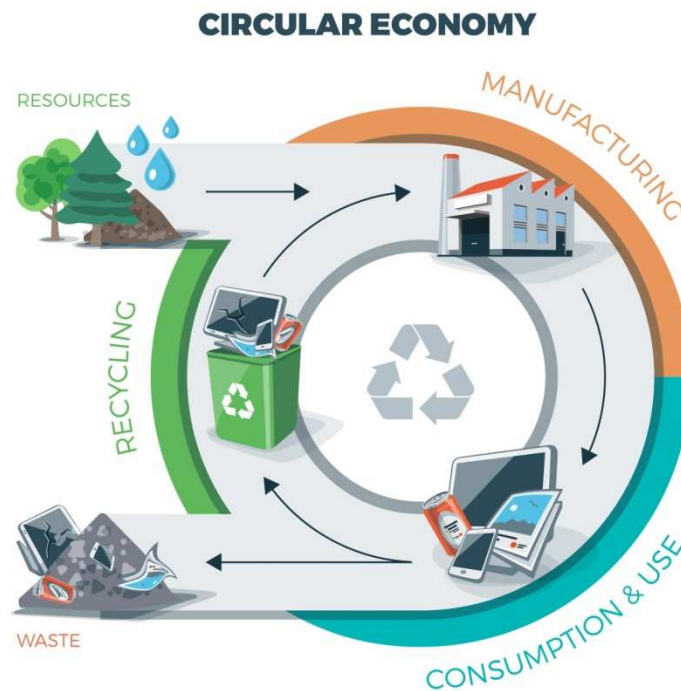 CIRCULAR ECONOMY
RESOURCES
MANUFACTURING
RECYCLING
CONSUMPTION & USE
WASTE